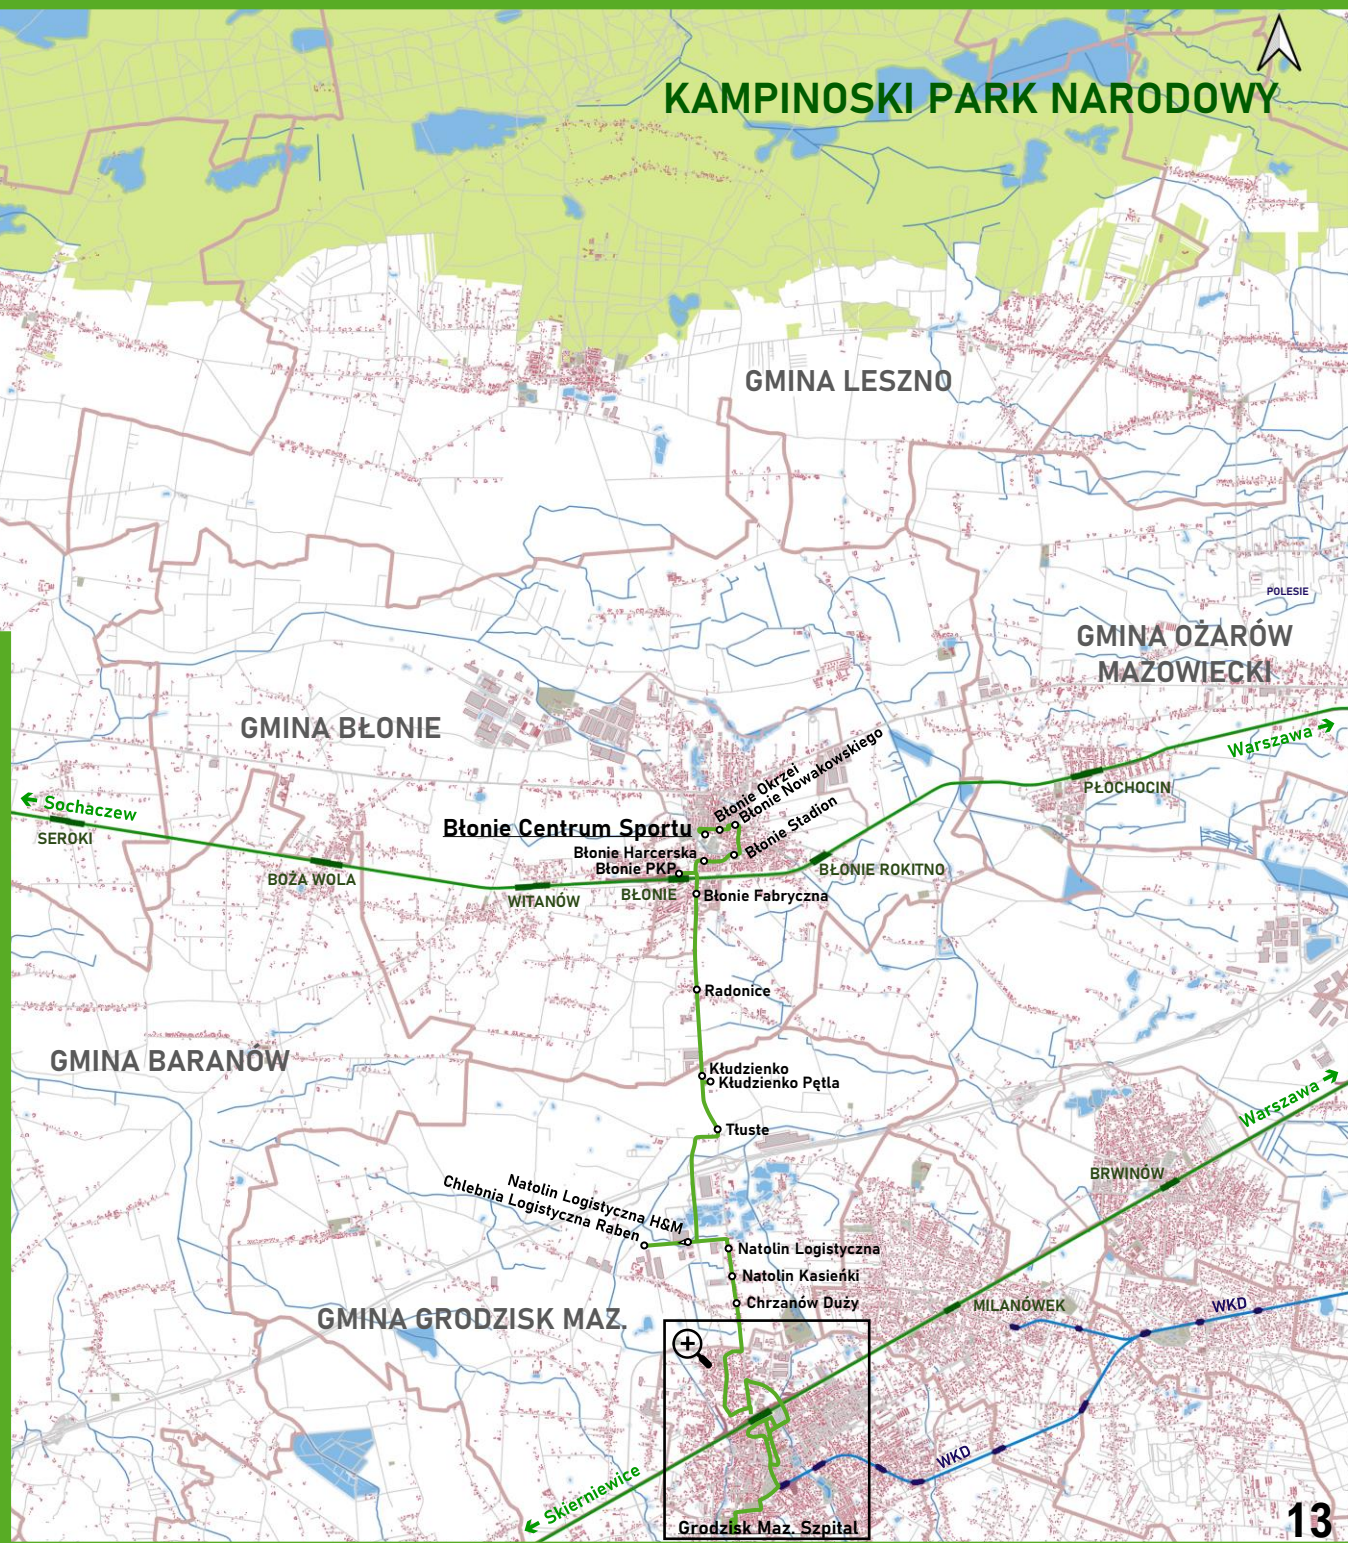 KAMPINOSKI PARK NARODOWY
GMINA LESZNO
POLESIE
GMINA OŻARÓW
MAZOWIECKI
GMINA BŁONIE
Warszawa →
PŁOCHOCIN
← Sochaczew
SEROKI
BOŻA WOLA
WITANÓW
BŁONIE
BŁONIE ROKITNO
Błonie Okrzei
Błonie Nowakowskiego
Błonie Centrum Sportu
Błonie Stadion
Błonie Harcerska
Błonie PKP
Błonie Fabryczna
Radonice
GMINA BARANÓW
Kłudzienko
Kłudzienko Pętla
Warszawa →
Tłuste
BRWINÓW
Natolin Logistyczna H&M
Chlebnia Logistyczna Raben
Natolin Logistyczna
Natolin Kasieńki
Chrzanów Duży
MILANÓWEK
WKD
GMINA GRODZISK MAZ.
WKD
← Skierniewice
Grodzisk Maz. Szpital
13